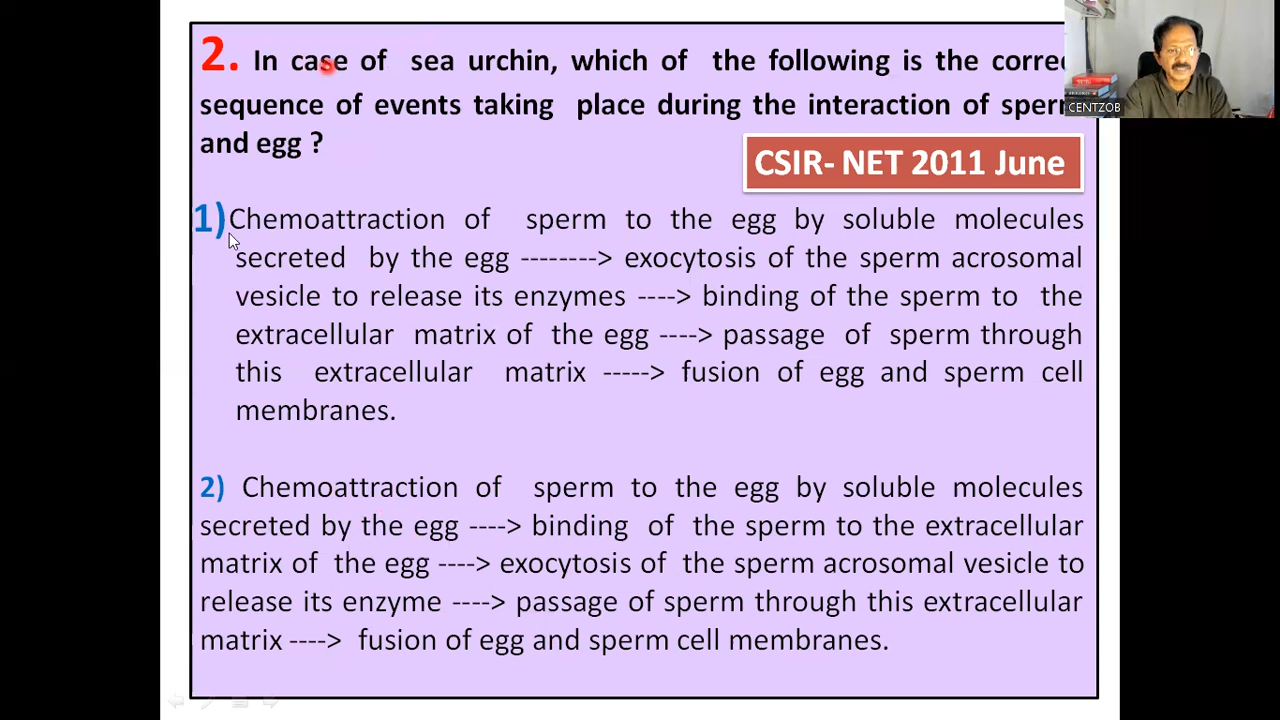 2. In case of sea urchin, which of the following is the
sequence of events taking place during the interaction of
and egg ?
CSIR- NET 2011 June
1)Chemoattraction of sperm to the egg by soluble molecules
secreted by the egg --------> exocytosis of the sperm acrosomal
vesicle to release its enzymes ----> binding of the sperm to the
extracellular matrix of the egg ----> passage of sperm through
this extracellular matrix -----> fusion of egg and sperm cell
membranes.
2) Chemoattraction of sperm to the egg by soluble molecules
secreted by the egg ----> binding of the sperm to the extracellular
matrix of the egg ----> exocytosis of the sperm acrosomal vesicle to
release its enzyme ----> passage of sperm through this extracellular
matrix ----> fusion of egg and sperm cell membranes.
CENTZOB